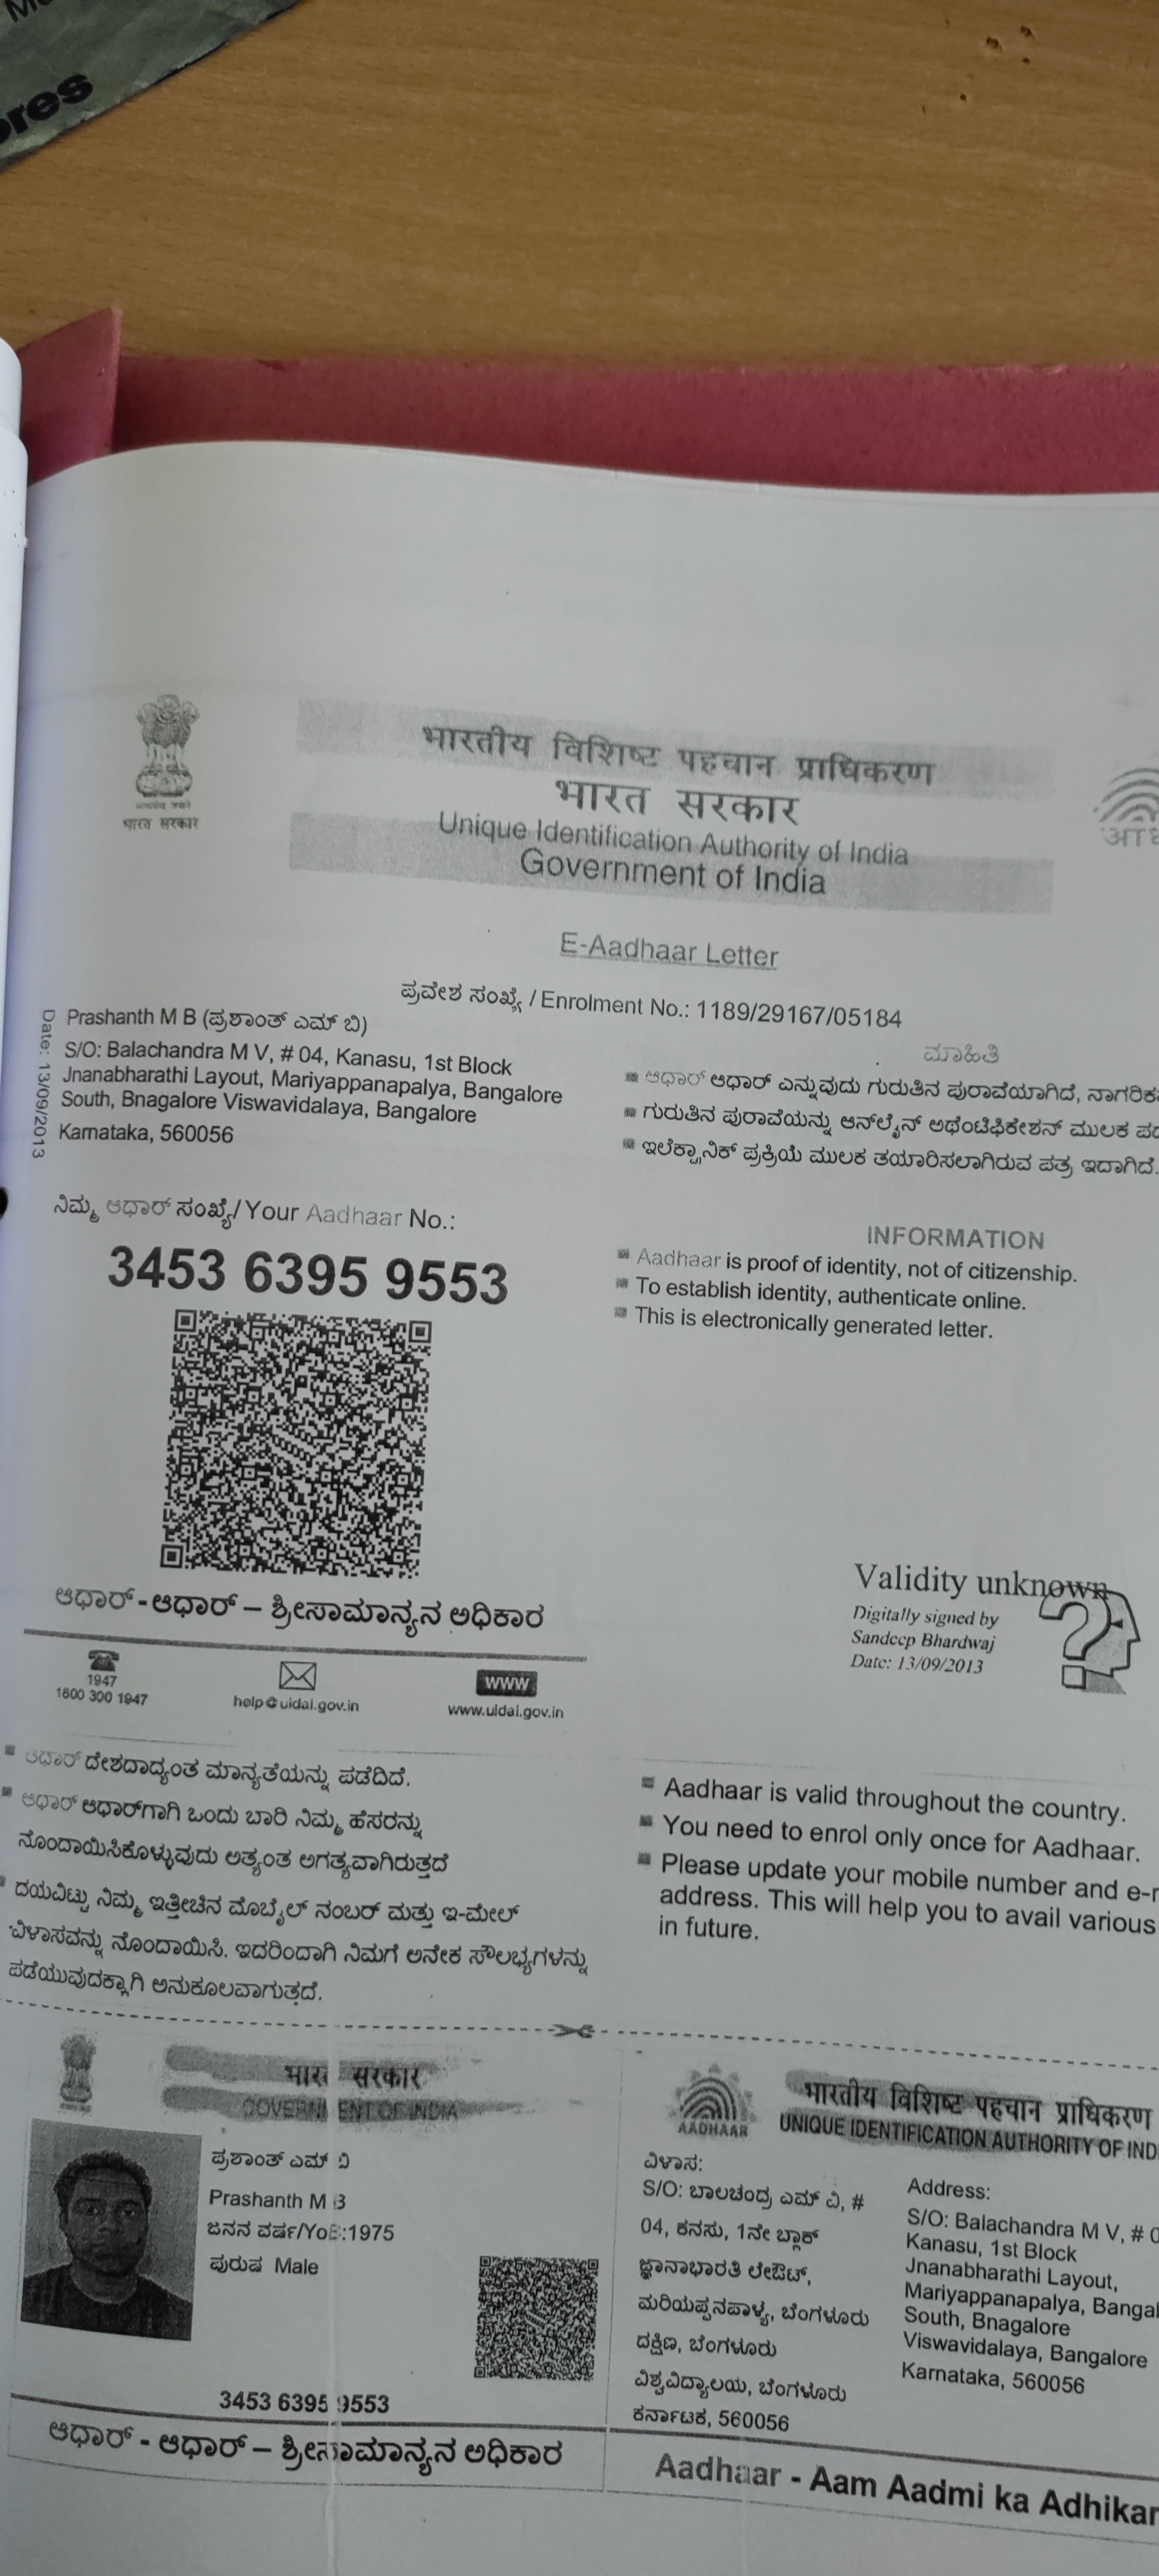 ores
भारत सरकार
भारतीय विशिष्ट पहचान प्राधिकरण
भारत सरकार
Unique Identification Authority of India
Government of India
E-Aadhaar Letter
ಪ್ರವೇಶ ಸಂಖ್ಯೆ / Enrolment No.: 1189/29167/05184
Date: 13/09/2013
Prashanth M B (ಪ್ರಶಾಂತ್ ಎಮ್ ಬಿ)
S/O: Balachandra M V, # 04, Kanasu, 1st Block
Jnanabharathi Layout, Mariyappanapalya, Bangalore
South, Bnagalore Viswavidalaya, Bangalore
Karnataka, 560056
ಮಾಹಿತಿ
ಆಧಾರ್ ಆಧಾರ್ ಎನ್ನುವುದು ಗುರುತಿನ ಪುರಾವೆಯಾಗಿದೆ,
ಗುರುತಿನ ಪುರಾವೆಯನ್ನು ಆನ್‌ಲೈನ್ ಅಥೆಂಟಿಫಿಕೇಶನ್ ಮುಲಕ
ಇಲೆಕ್ಟ್ರಾನಿಕ್ ಪ್ರಕ್ರಿಯೆ ಮುಲಕ ತಯಾರಿಸಲಾಗಿರುವ ಪತ್ರ ಇದಾಗಿದೆ.
ನಿಮ್ಮ ಆಧಾರ್ ಸಂಖ್ಯೆ/ Your Aadhaar No.:
3453 6395 9553
INFORMATION
Aadhaar is proof of identity, not of citizenship.
To establish identity, authenticate online.
This is electronically generated letter.
ಆಧಾರ್ - ಆಧಾರ್ – ಶ್ರೀಸಾಮಾನ್ಯನ ಅಧಿಕಾರ
Validity unknown
Digitally signed by
Sandeep Bhardwaj
Date: 13/09/2013
1947
1800 300 1947
help@uidai.gov.in
www
www.uidai.gov.in
ಆಧಾರ್ ದೇಶದಾದ್ಯಂತ ಮಾನ್ಯತೆಯನ್ನು ಪಡೆದಿದೆ.
ಆಧಾರ್ ಆಧಾರ್‌ಗಾಗಿ ಒಂದು ಬಾರಿ ನಿಮ್ಮ ಹೆಸರನ್ನು
ನೊಂದಾಯಿಸಿಕೊಳ್ಳುವುದು ಅತ್ಯಂತ ಅಗತ್ಯವಾಗಿರುತ್ತದೆ
ದಯವಿಟ್ಟು ನಿಮ್ಮ ಇತ್ತೀಚಿನ ಮೊಬೈಲ್ ನಂಬರ್ ಮತ್ತು ಇ-ಮೇಲ್
ವಿಳಾಸವನ್ನು ನೊಂದಾಯಿಸಿ. ಇದರಿಂದಾಗಿ ನಿಮಗೆ ಅನೇಕ ಸೌಲಭ್ಯಗಳನ್ನು
ಪಡೆಯುವುದಕ್ಕಾಗಿ ಅನುಕೂಲವಾಗುತ್ತದೆ.
Aadhaar is valid throughout the country.
You need to enrol only once for Aadhaar.
Please update your mobile number and
address. This will help you to avail various
in future.
भारत सरकार
GOVERNMENT OF INDIA
ಪ್ರಶಾಂತ್ ಎಮ್ ಬಿ
Prashanth M B
ಜನನ ವರ್ಷ/YoB:1975
ಪುರುಷ Male
3453 6395 9553
ಆಧಾರ್ - ಆಧಾರ್ – ಶ್ರೀಸಾಮಾನ್ಯನ ಅಧಿಕಾರ
AADHAAR
भारतीय विशिष्ट पहचान प्राधिकरण
UNIQUE IDENTIFICATION AUTHORITY OF IND
ವಿಳಾಸ:
S/O: ಬಾಲಚಂದ್ರ ಎಮ್ ವಿ, #
04, ಕನಸು, 1ನೇ ಬ್ಲಾಕ್
ಜ್ಞಾನಾಭಾರತಿ ಲೇಔಟ್,
ಮರಿಯಪ್ಪನಪಾಳ್ಯ, ಬೆಂಗಳೂರು
ದಕ್ಷಿಣ, ಬೆಂಗಳೂರು
ವಿಶ್ವವಿದ್ಯಾಲಯ, ಬೆಂಗಳೂರು
ಕರ್ನಾಟಕ, 560056
Address:
S/O: Balachandra M V, # 0
Kanasu, 1st Block
Jnanabharathi Layout,
Mariyappanapalya, Bangal
South, Bnagalore
Viswavidalaya, Bangalore
Karnataka, 560056
Aadhaar - Aam Aadmi ka Adhikar